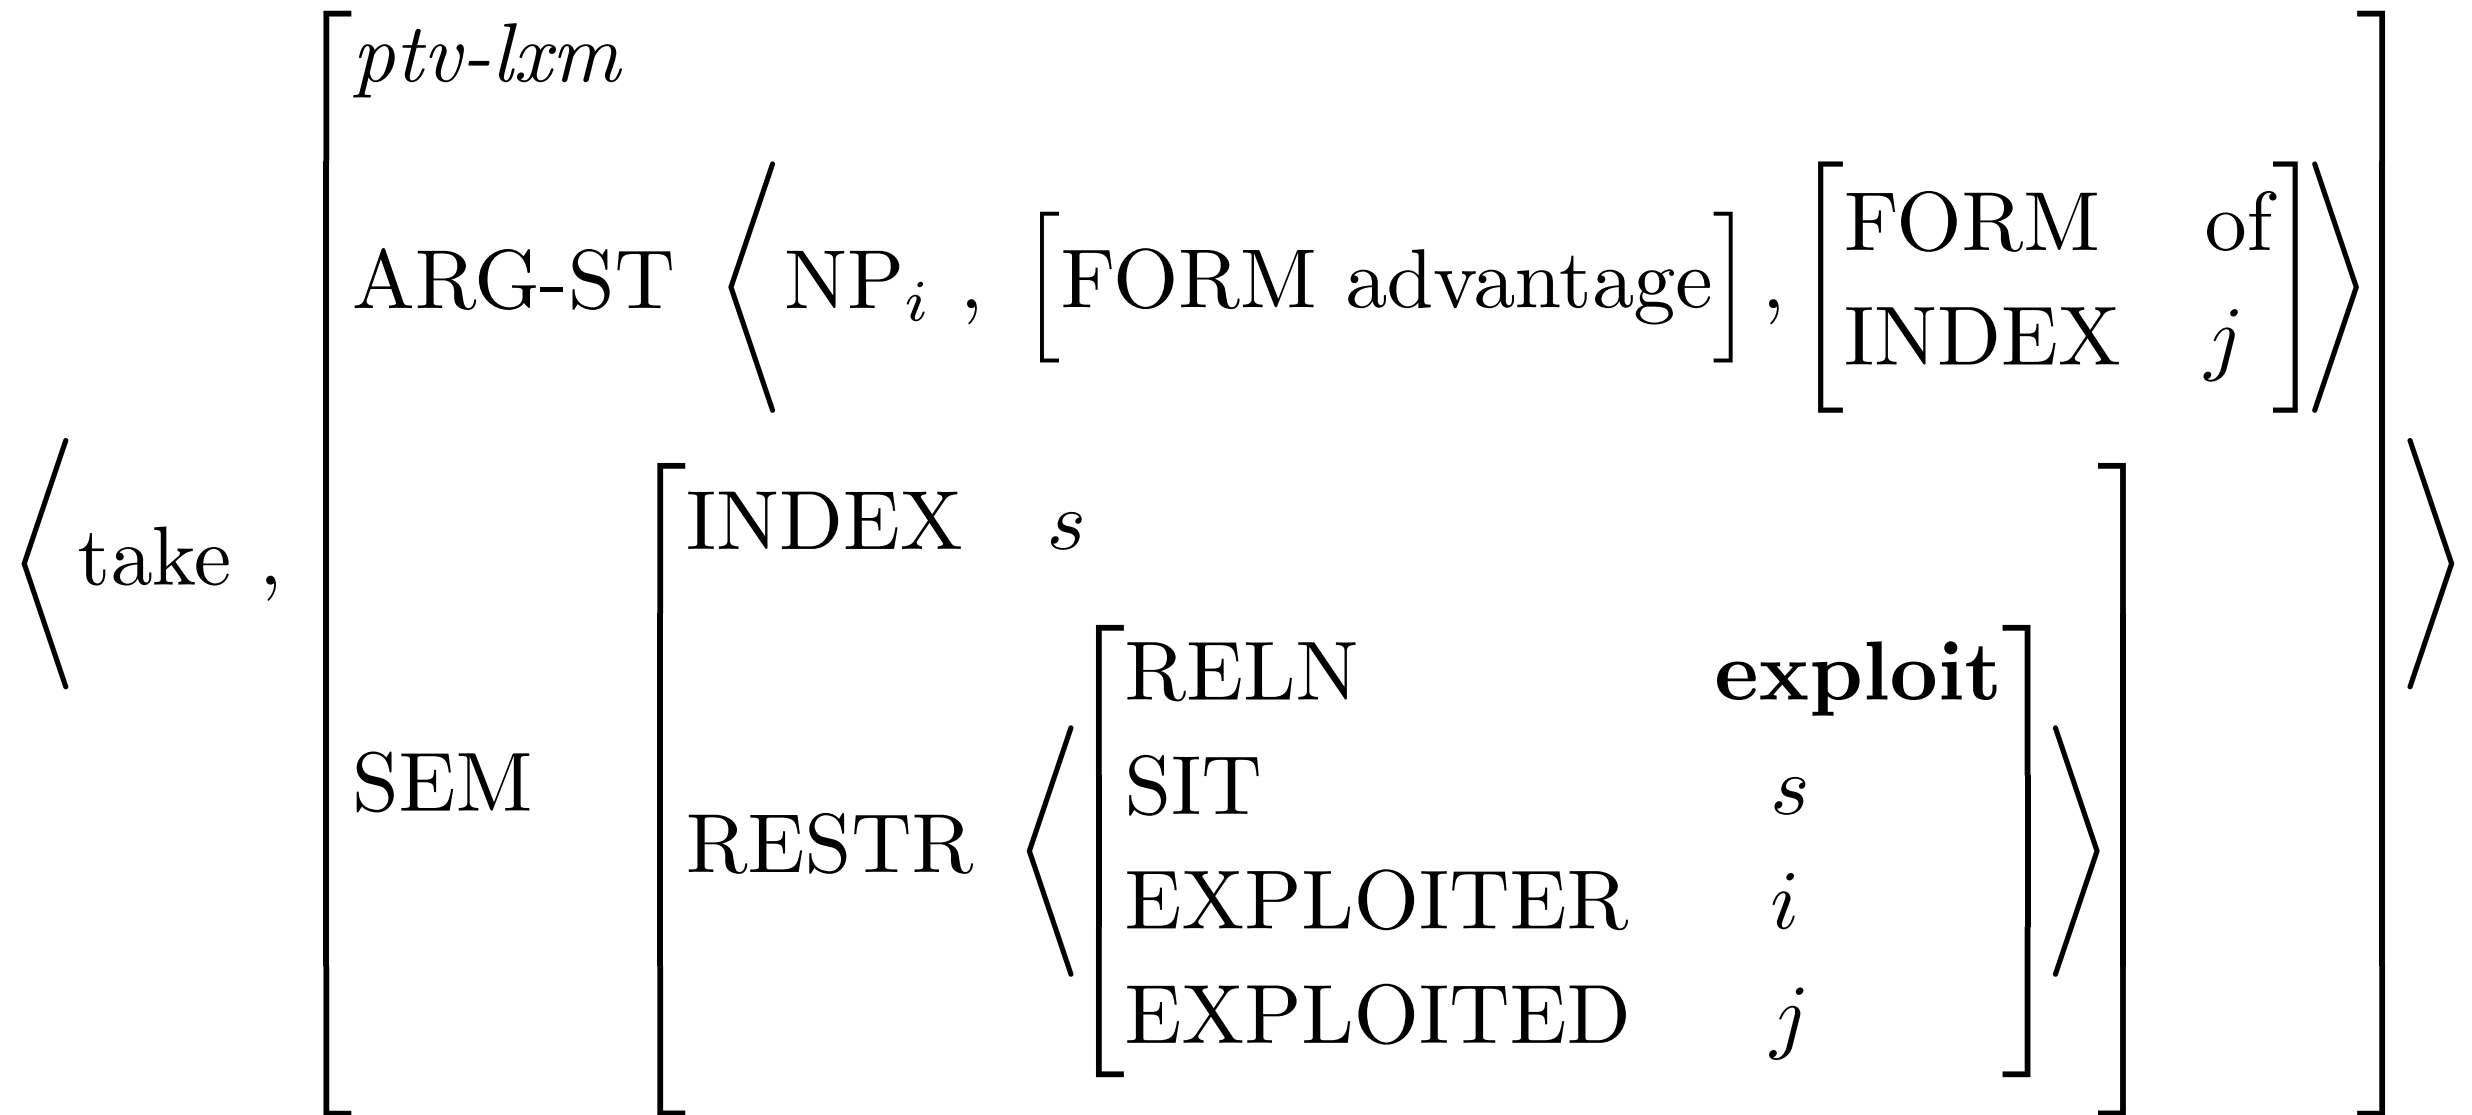 ptv-lxm
ARG-ST ⟨ NP_i , [FORM advantage] , [FORM of
INDEX j] ⟩
⟨ take ,
SEM
INDEX s
RESTR
RELN exploit
SIT s
EXPLOITER i
EXPLOITED j